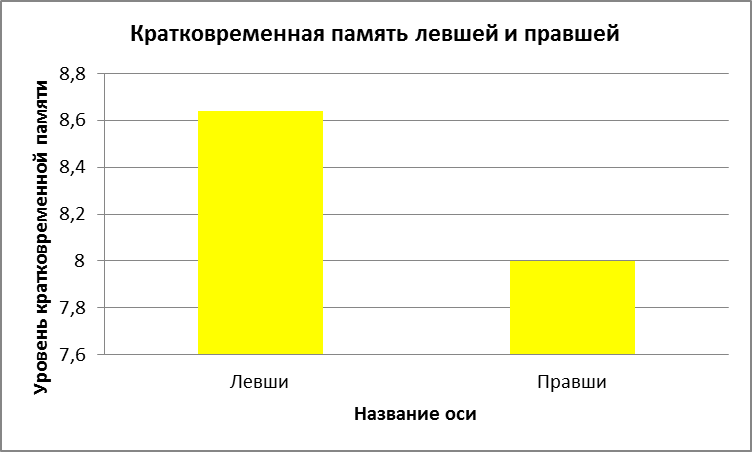 Кратковременная память левшей и правшей
Уровень кратковременной памяти
8,8
8,6
8,4
8,2
8
7,8
7,6
Левши
Правши
Название оси